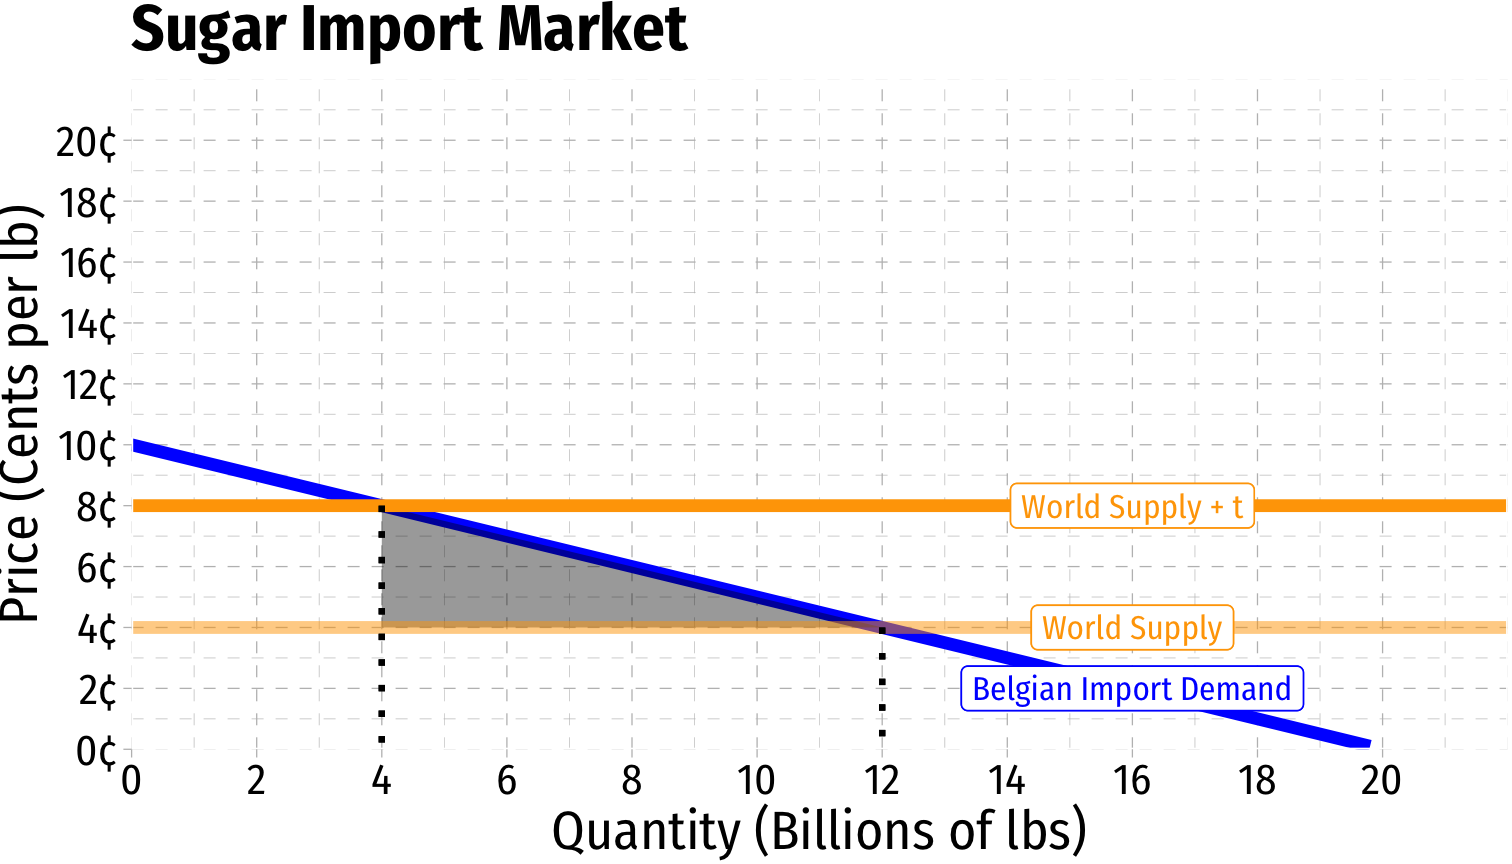 Sugar Import Market
Price (Cents per lb)
20¢
18¢
16¢
14¢
12¢
10¢
8¢
6¢
4¢
2¢
0¢
World Supply + t
World Supply
Belgian Import Demand
0 2 4 6 8 10 12 14 16 18 20
Quantity (Billions of lbs)